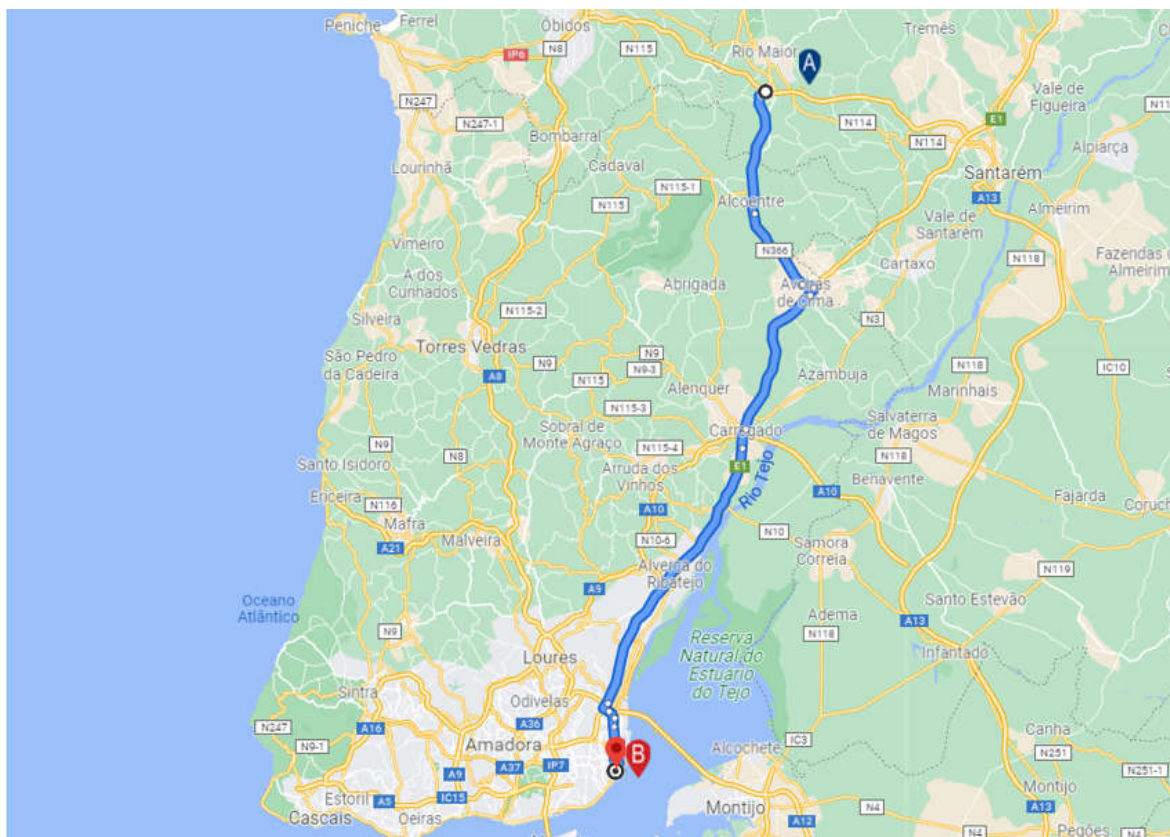 Peniche
Ferrel
Óbidos
N8
IP6
N115
Rio Maior
A
Tremês
Vale de
Figueira
N247
N247-1
Bombarral
Lourinhã
Cadaval
N115-1
N115
Alcoentre
N114
N114
E1
Alpiarça
Santarém
A13
Almeirim
Vale de
Santarém
Vimeiro
A dos
Cunhados
N366
Cartaxo
N118
Fazendas de
Almeirim
Abrigada
Aveiras
de Cima
N3
Silveira
N115-2
Torres Vedras
São Pedro
da Cadeira
A8
N9
N9
N9-3
N115
Alenquer
Azambuja
N118
IC10
Marinhais
N115-3
Sobral de
Monte Agraço
Carregado
N115-4
Salvaterra
de Magos
N118
N9
N8
Santo Isidoro
Arruda dos
Vinhos
E1
Rio Tejo
Benavente
A10
Fajarda
Coruch
Ericeira
N116
Mafra
A21
Malveira
A10
N10-6
N10
Samora
Correia
N119
Alverca do
Ribatejo
A9
Oceano
Atlântico
N9
Adema
N118
Santo Estevão
A13
Infantado
Reserva
Natural do
Estuário
do Tejo
Loures
Sintra
Odivelas
N247
N9-1
A16
A36
Amadora
A9
A37
IP7
B
Alcochete
IC3
Canha
N251
N251-1
Montijo
Estoril
A5
IC15
Cascais
Oeiras
Montijo
A12
N4
N4
A13
N4
Pegões